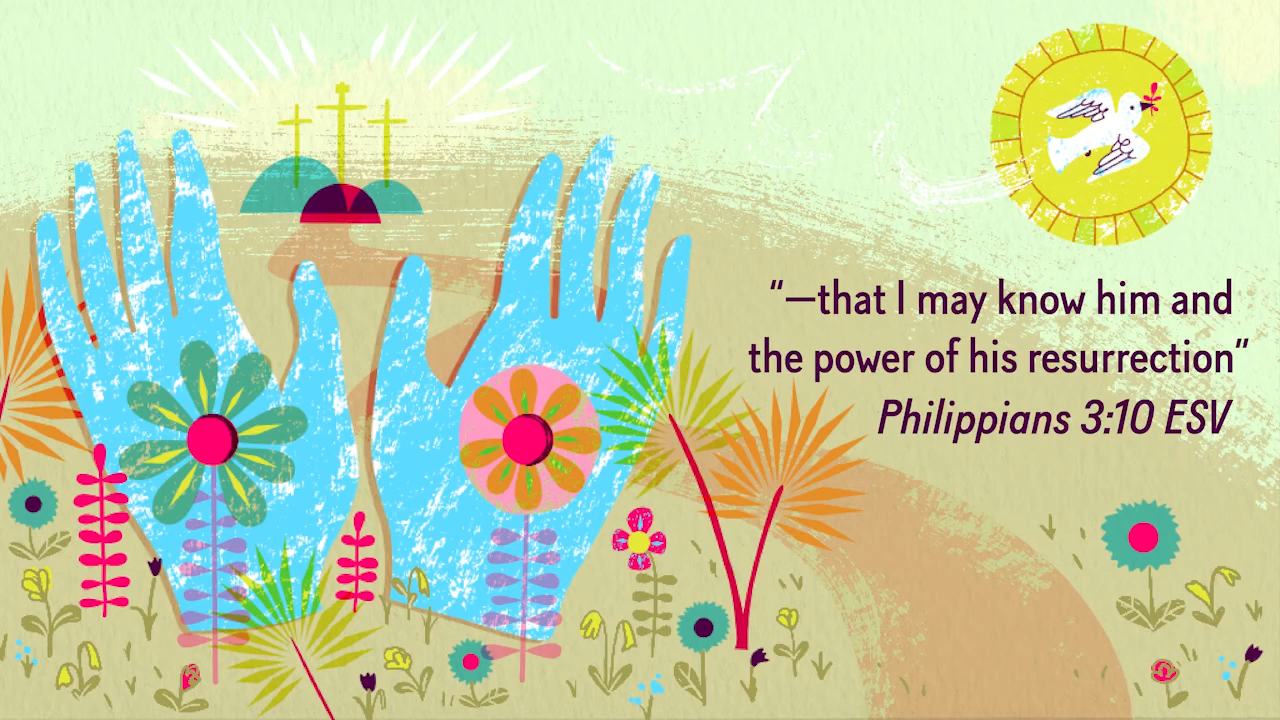 “—that I may know him and
the power of his resurrection”
Philippians 3:10 ESV